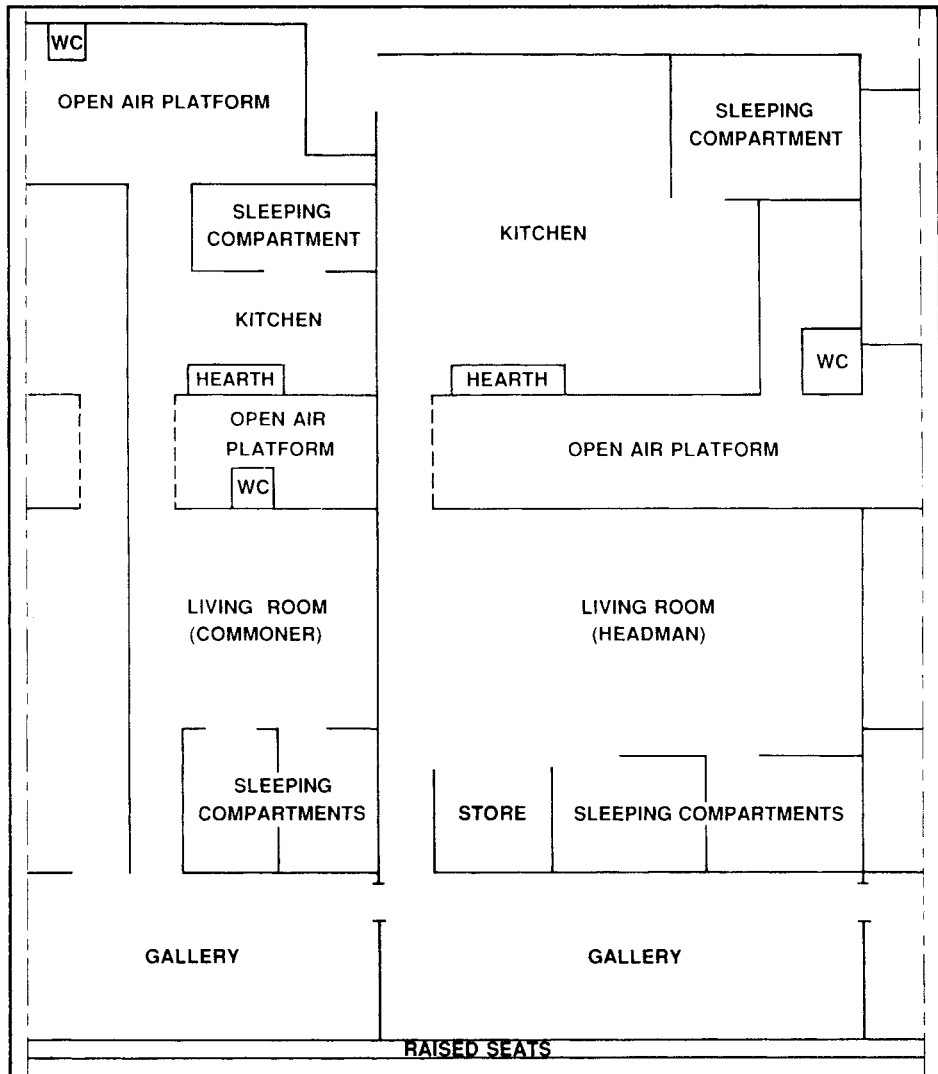 WC
OPEN AIR PLATFORM
SLEEPING
COMPARTMENT
SLEEPING
COMPARTMENT
KITCHEN
KITCHEN
HEARTH
HEARTH
WC
OPEN AIR
PLATFORM
WC
OPEN AIR PLATFORM
LIVING ROOM
(COMMONER)
LIVING ROOM
(HEADMAN)
SLEEPING
COMPARTMENTS
STORE
SLEEPING COMPARTMENTS
GALLERY
GALLERY
RAISED SEATS